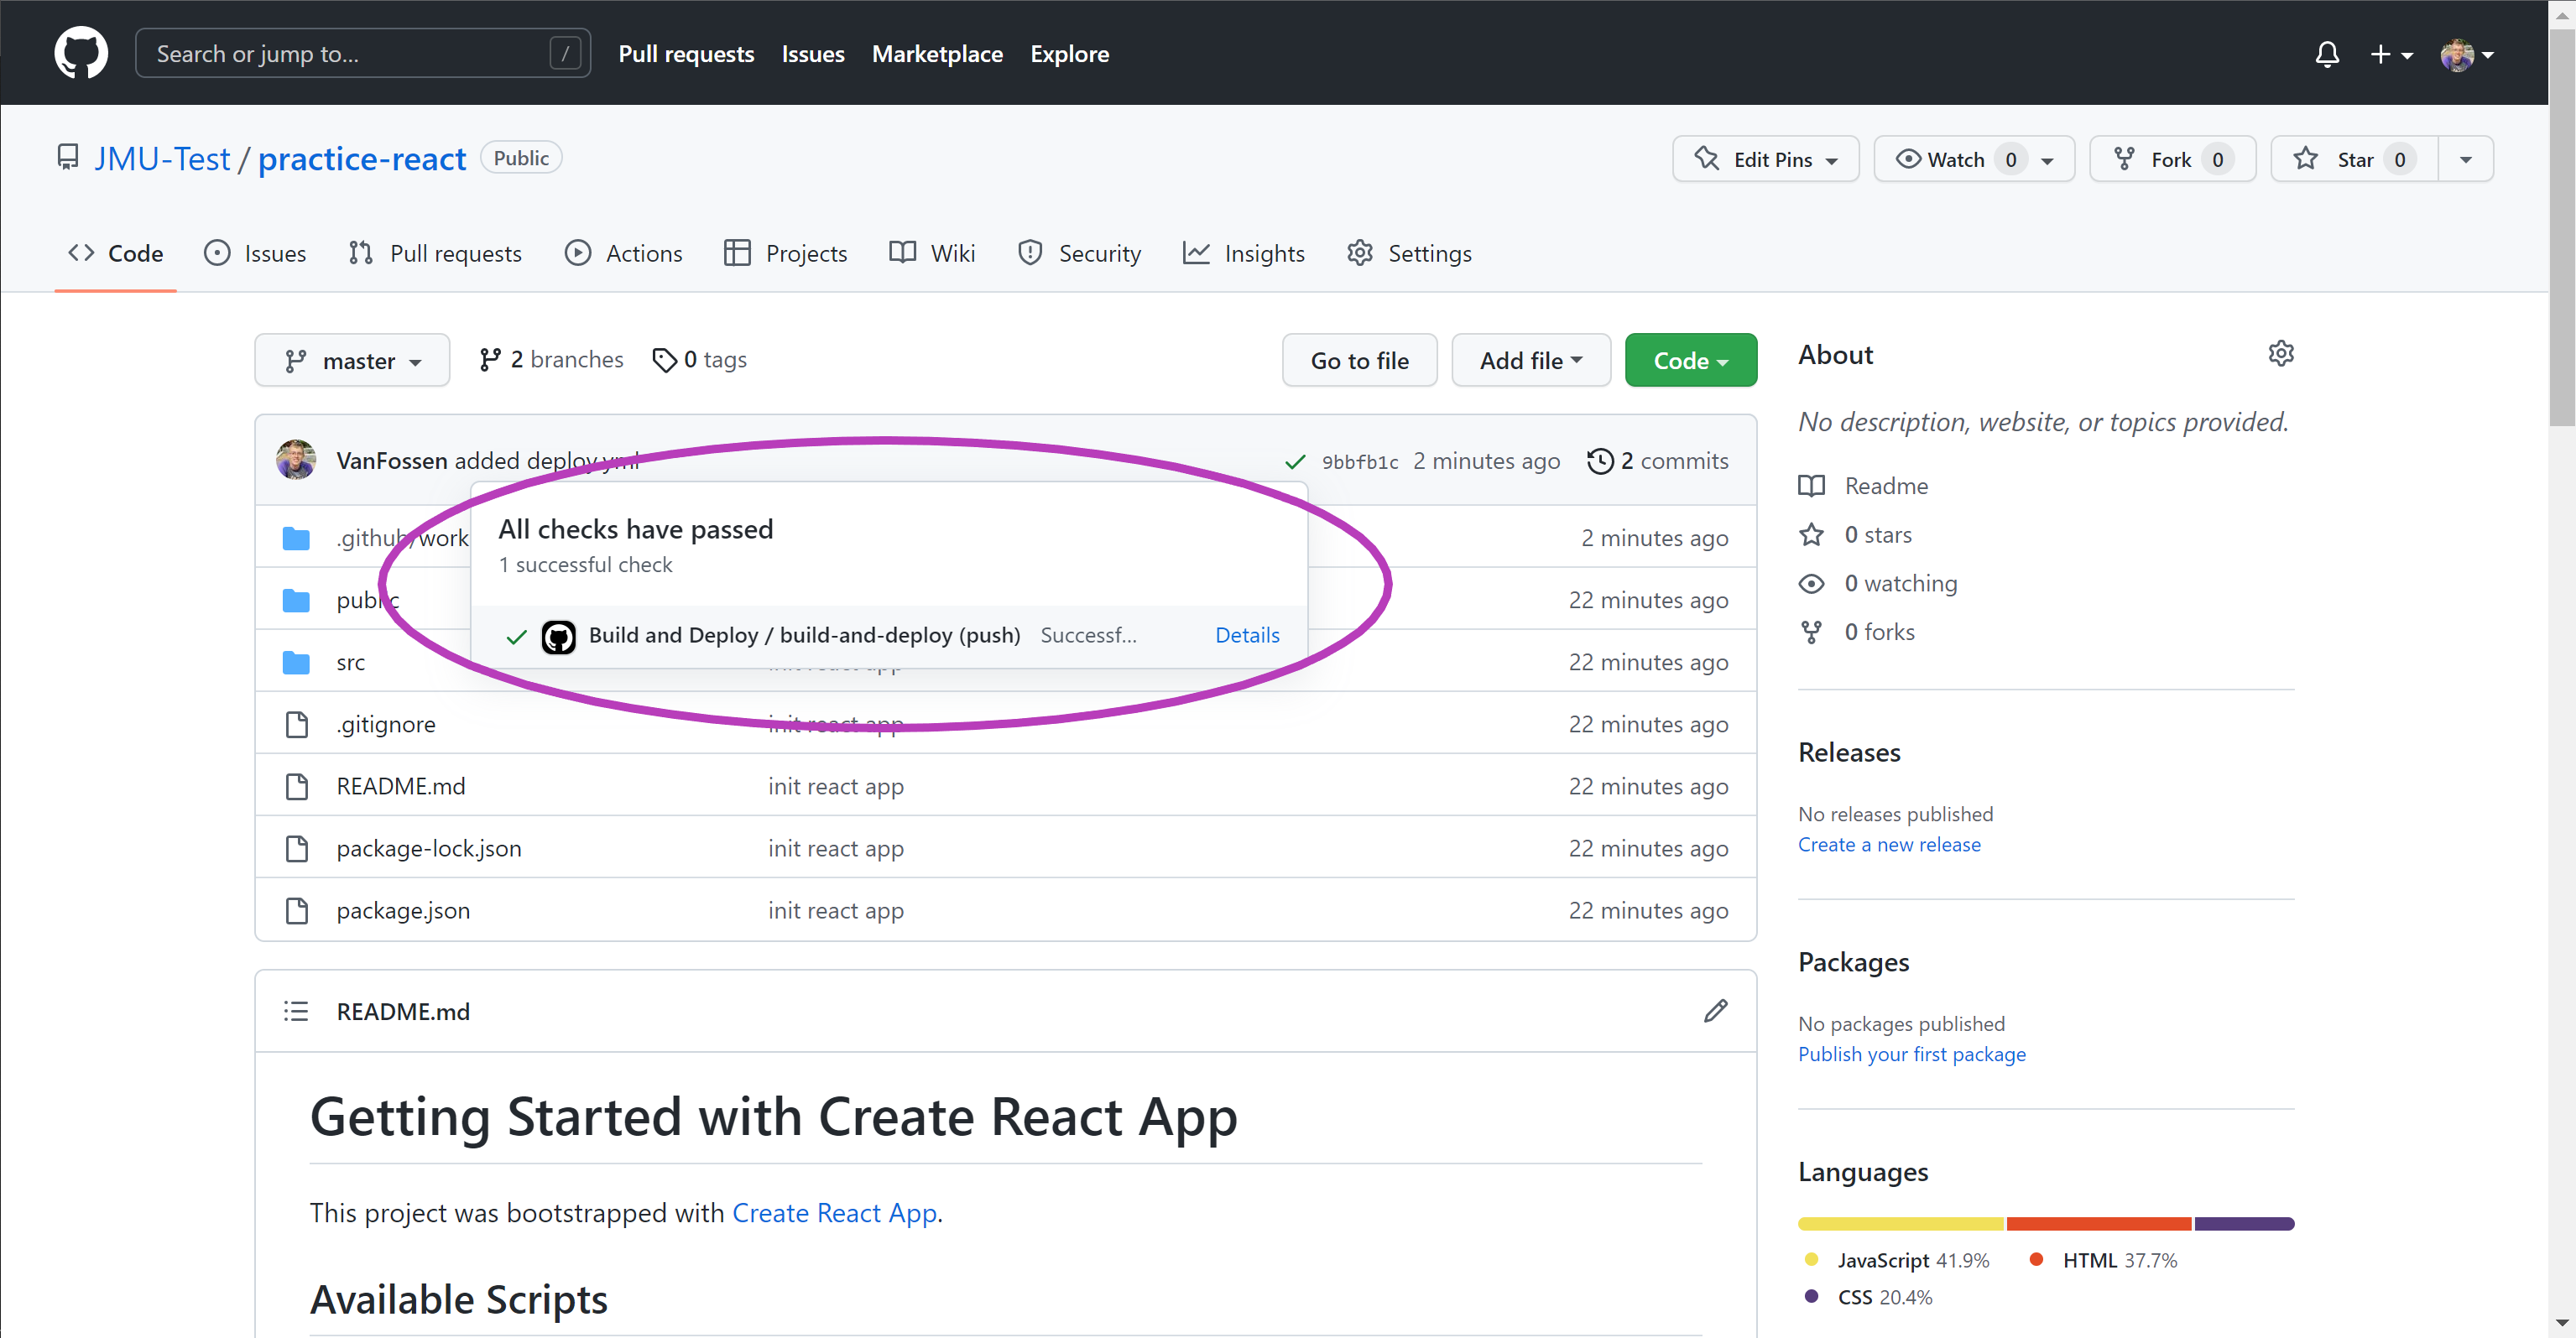 Search or jump to... /
Pull requests Issues Marketplace Explore
JMU-Test / practice-react Public
Edit Pins Watch 0 Fork 0 Star 0
Code Issues Pull requests Actions Projects Wiki Security Insights Settings
master 2 branches 0 tags
Go to file Add file Code
VanFossen added deploy yml 9bbfb1c 2 minutes ago 2 commits
All checks have passed
1 successful check
Build and Deploy / build-and-deploy (push) Successf... Details
.github/work 2 minutes ago
public 22 minutes ago
src init react app 22 minutes ago
.gitignore init react app 22 minutes ago
README.md init react app 22 minutes ago
package-lock.json init react app 22 minutes ago
package.json init react app 22 minutes ago
README.md
Getting Started with Create React App
This project was bootstrapped with Create React App.
Available Scripts
About
No description, website, or topics provided.
Readme
0 stars
0 watching
0 forks
Releases
No releases published
Create a new release
Packages
No packages published
Publish your first package
Languages
JavaScript 41.9% HTML 37.7%
CSS 20.4%